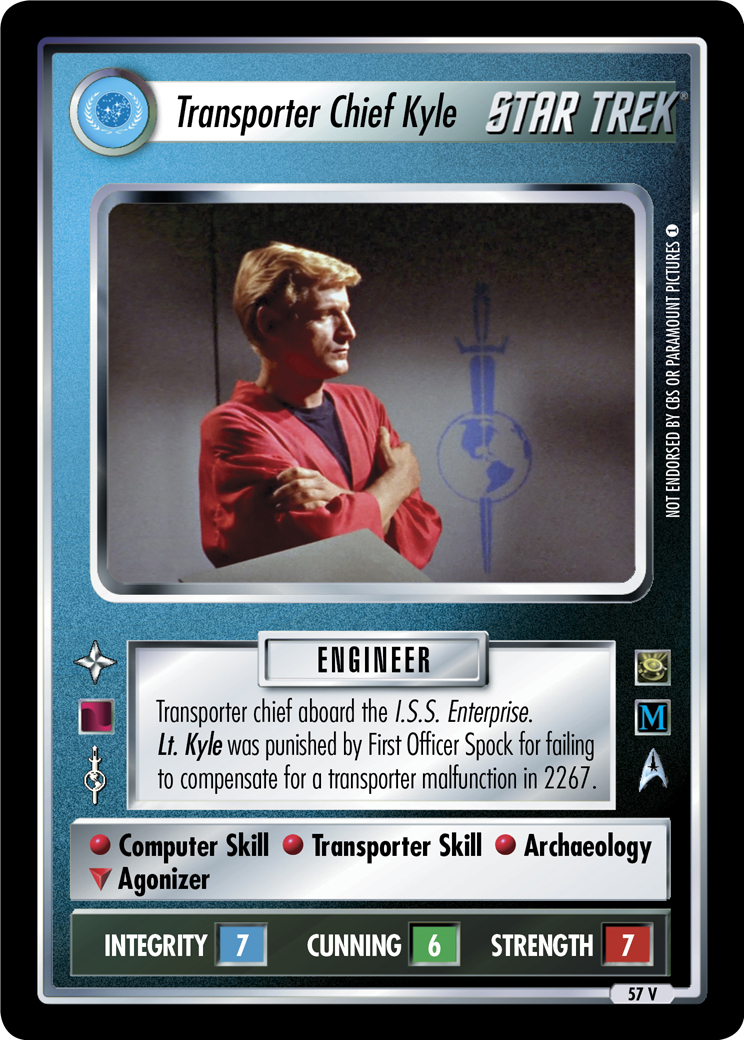 Transporter Chief Kyle STAR TREK®
NOT ENDORSED BY CBS OR PARAMOUNT PICTURES 1
ENGINEER
Transporter chief aboard the I.S.S. Enterprise.
Lt. Kyle was punished by First Officer Spock for failing
to compensate for a transporter malfunction in 2267.
M
Computer Skill Transporter Skill Archaeology
Agonizer
INTEGRITY 7 CUNNING 6 STRENGTH 7
57 V